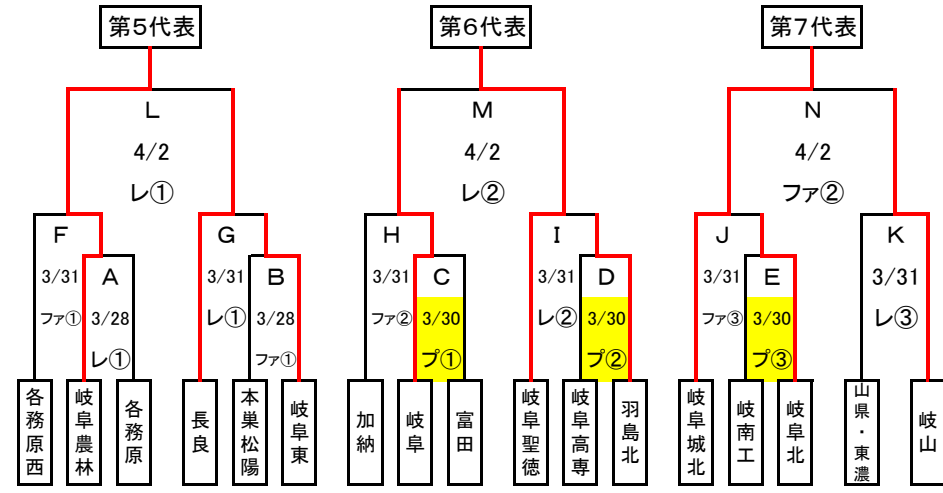 第5代表
第6代表
第7代表
L
M
N
4/2
4/2
4/2
レ①
レ②
ファ②
F
G
H
I
J
K
3/31
A
3/31
B
3/31
C
3/31
D
3/31
E
3/31
ファ①
3/28
レ①
3/28
ファ②
3/30
レ②
3/30
ファ③
3/30
レ③
レ①
ファ①
プ①
プ②
プ③
各務原西
岐阜農林
各務原
長良
本巣松陽
岐阜東
加納
岐阜
富田
岐阜聖徳
岐阜高専
羽島北
岐阜城北
岐南工
岐阜北
山県・東濃
岐山